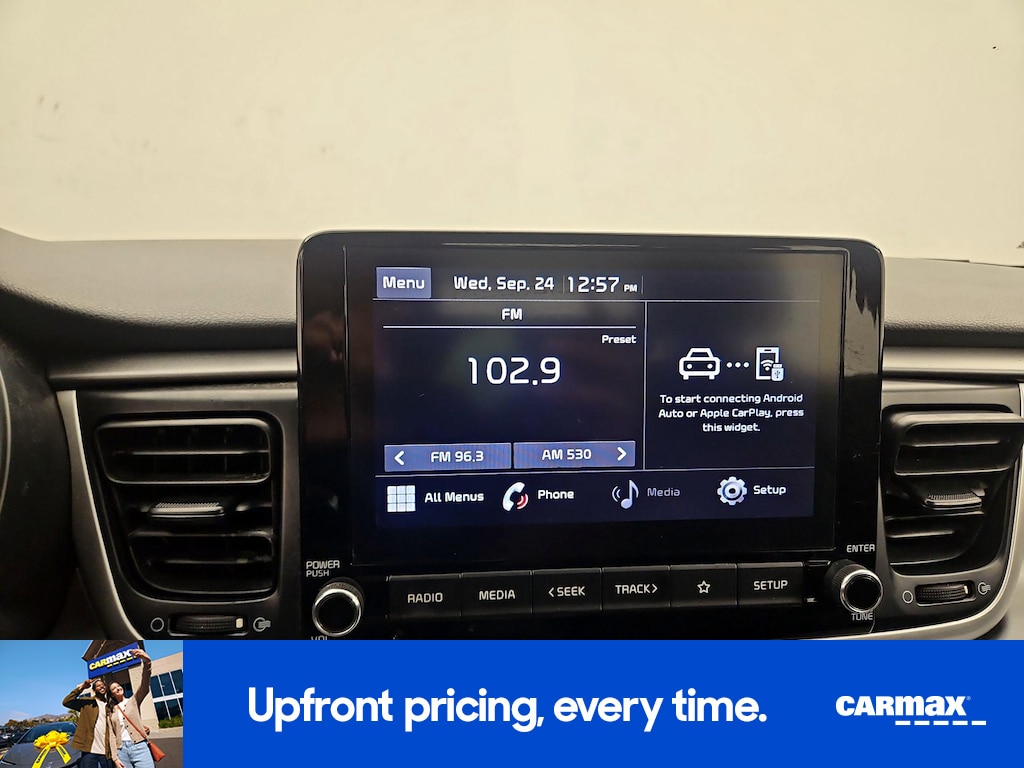 Menu
Wed, Sep. 24 12:57 PM
FM
Preset
102.9
To start connecting Android
Auto or Apple CarPlay, press
this widget.
FM 96.3
AM 530
All Menus
Phone
Media
Setup
POWER
PUSH
VOL
RADIO
MEDIA
< SEEK
TRACK >
SETUP
ENTER
TUNE
CARMAX
Upfront pricing, every time.
CARMAX®